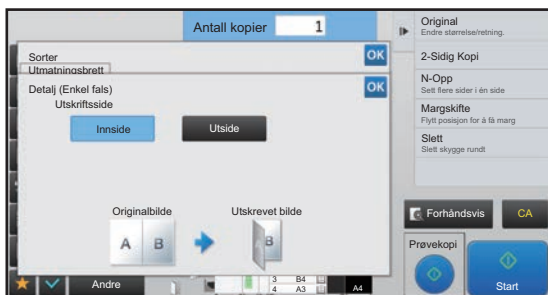 Antall kopier 1
Sorter
OK
Utmatningsbrett
Detalj (Enkel fals)
OK
Utskriftsside
Innside
Utside
Originalbilde
Utskrevet bilde
A B
B
Andre
3 B4
4 A3
A4
Original
Endre størrelse/retning.
2-Sidig Kopi
N-Opp
Sett flere sider i én side
Margskifte
Flytt posisjon for å få marg
Slett
Slett skygge rundt
Forhåndsvis
CA
Prøvekopi
Start